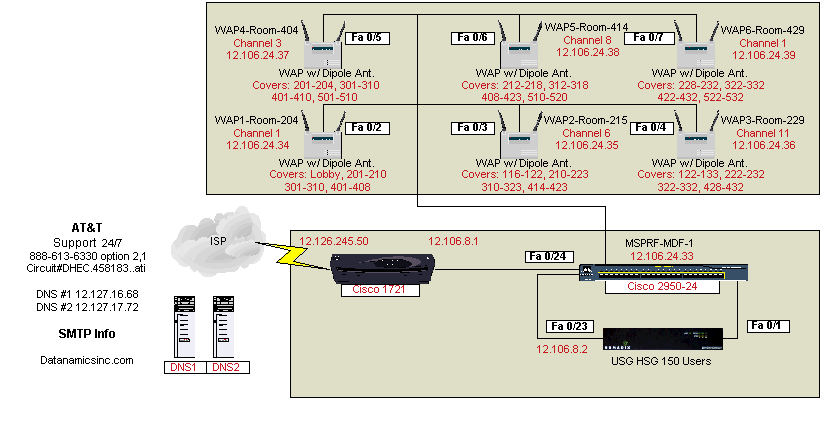 WAP4-Room-404
Channel 3
12.106.24.37
Fa 0/5
WAP w/ Dipole Ant.
Covers: 201-204, 301-310
401-410, 501-510
Fa 0/6
WAP5-Room-414
Channel 8
12.106.24.38
WAP w/ Dipole Ant.
Covers: 212-218, 312-318
408-423, 510-520
Fa 0/7
WAP6-Room-429
Channel 1
12.106.24.39
WAP w/ Dipole Ant.
Covers: 228-232, 322-332
422-432, 522-532
WAP1-Room-204
Channel 1
12.106.24.34
Fa 0/2
WAP w/ Dipole Ant.
Covers: Lobby, 201-210
301-310, 401-408
Fa 0/3
WAP2-Room-215
Channel 6
12.106.24.35
WAP w/ Dipole Ant.
Covers: 116-122, 210-223
310-323, 414-423
Fa 0/4
WAP3-Room-229
Channel 11
12.106.24.36
WAP w/ Dipole Ant.
Covers: 122-133, 222-232
322-332, 428-432
AT&T
Support 24/7
888-613-6330 option 2,1
Circuit#DHEC.458183..ati
DNS #1 12.127.16.68
DNS #2 12.127.17.72
SMTP Info
Datanamicsinc.com
DNS1
DNS2
ISP
12.126.245.50
12.106.8.1
Cisco 1721
Fa 0/24
MSPRF-MDF-1
12.106.24.33
Cisco 2950-24
Fa 0/23
12.106.8.2
Fa 0/1
NOMADIX
USG HSG 150 Users